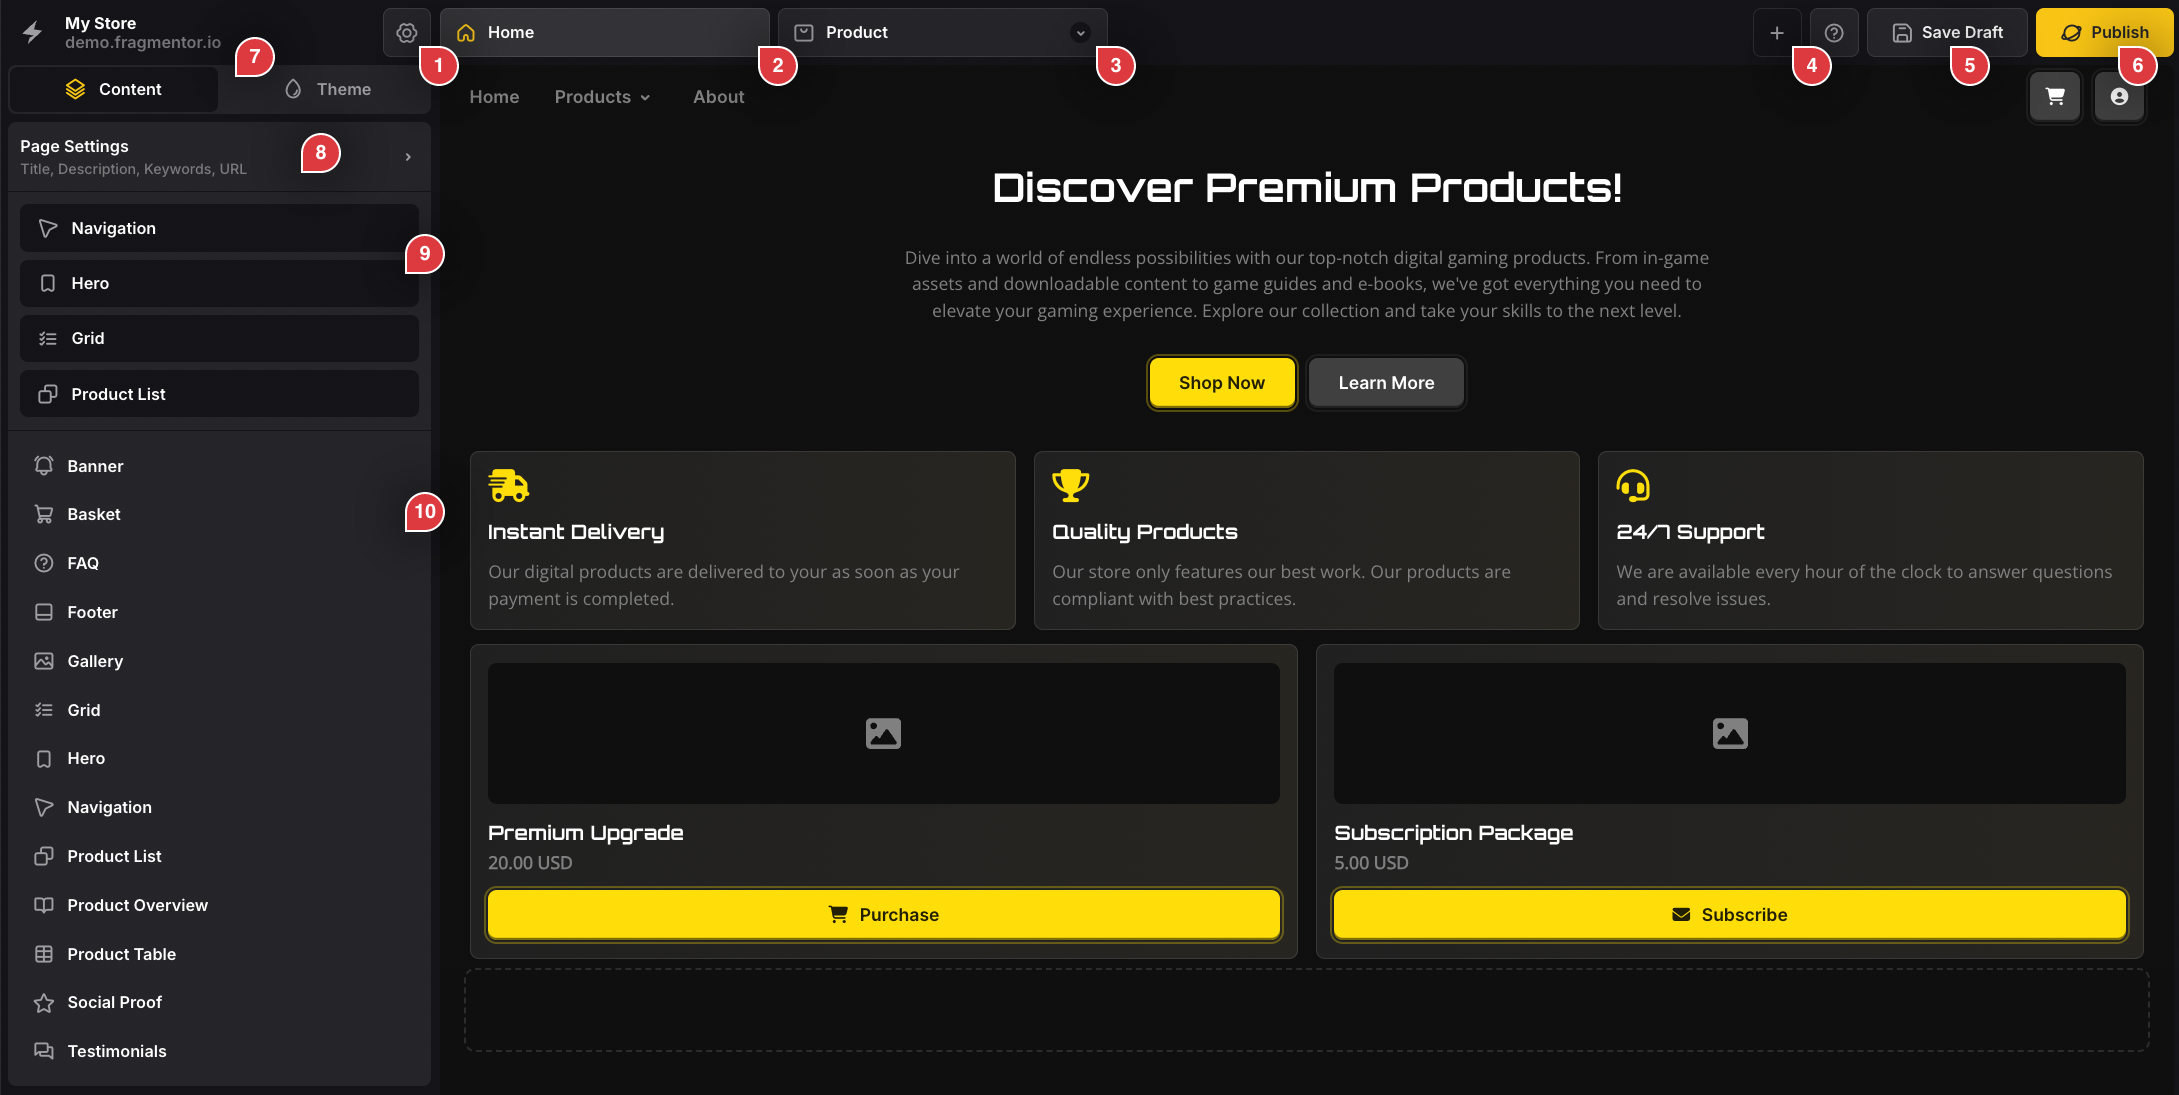 My Store
demo.fragmentor.io
Home
Product
Save Draft
Publish
1
2
3
4
5
6
7
Content
Theme
8
Page Settings
Title, Description, Keywords, URL
Navigation
9
Hero
Grid
Product List
Banner
Basket
10
FAQ
Footer
Gallery
Grid
Hero
Navigation
Product List
Product Overview
Product Table
Social Proof
Testimonials
Home
Products
About
Discover Premium Products!
Dive into a world of endless possibilities with our top-notch digital gaming products. From in-game
assets and downloadable content to game guides and e-books, we've got everything you need to
elevate your gaming experience. Explore our collection and take your skills to the next level.
Shop Now
Learn More
Instant Delivery
Our digital products are delivered to your as soon as your
payment is completed.
Quality Products
Our store only features our best work. Our products are
compliant with best practices.
24/7 Support
We are available every hour of the clock to answer questions
and resolve issues.
Premium Upgrade
20.00 USD
Purchase
Subscription Package
5.00 USD
Subscribe